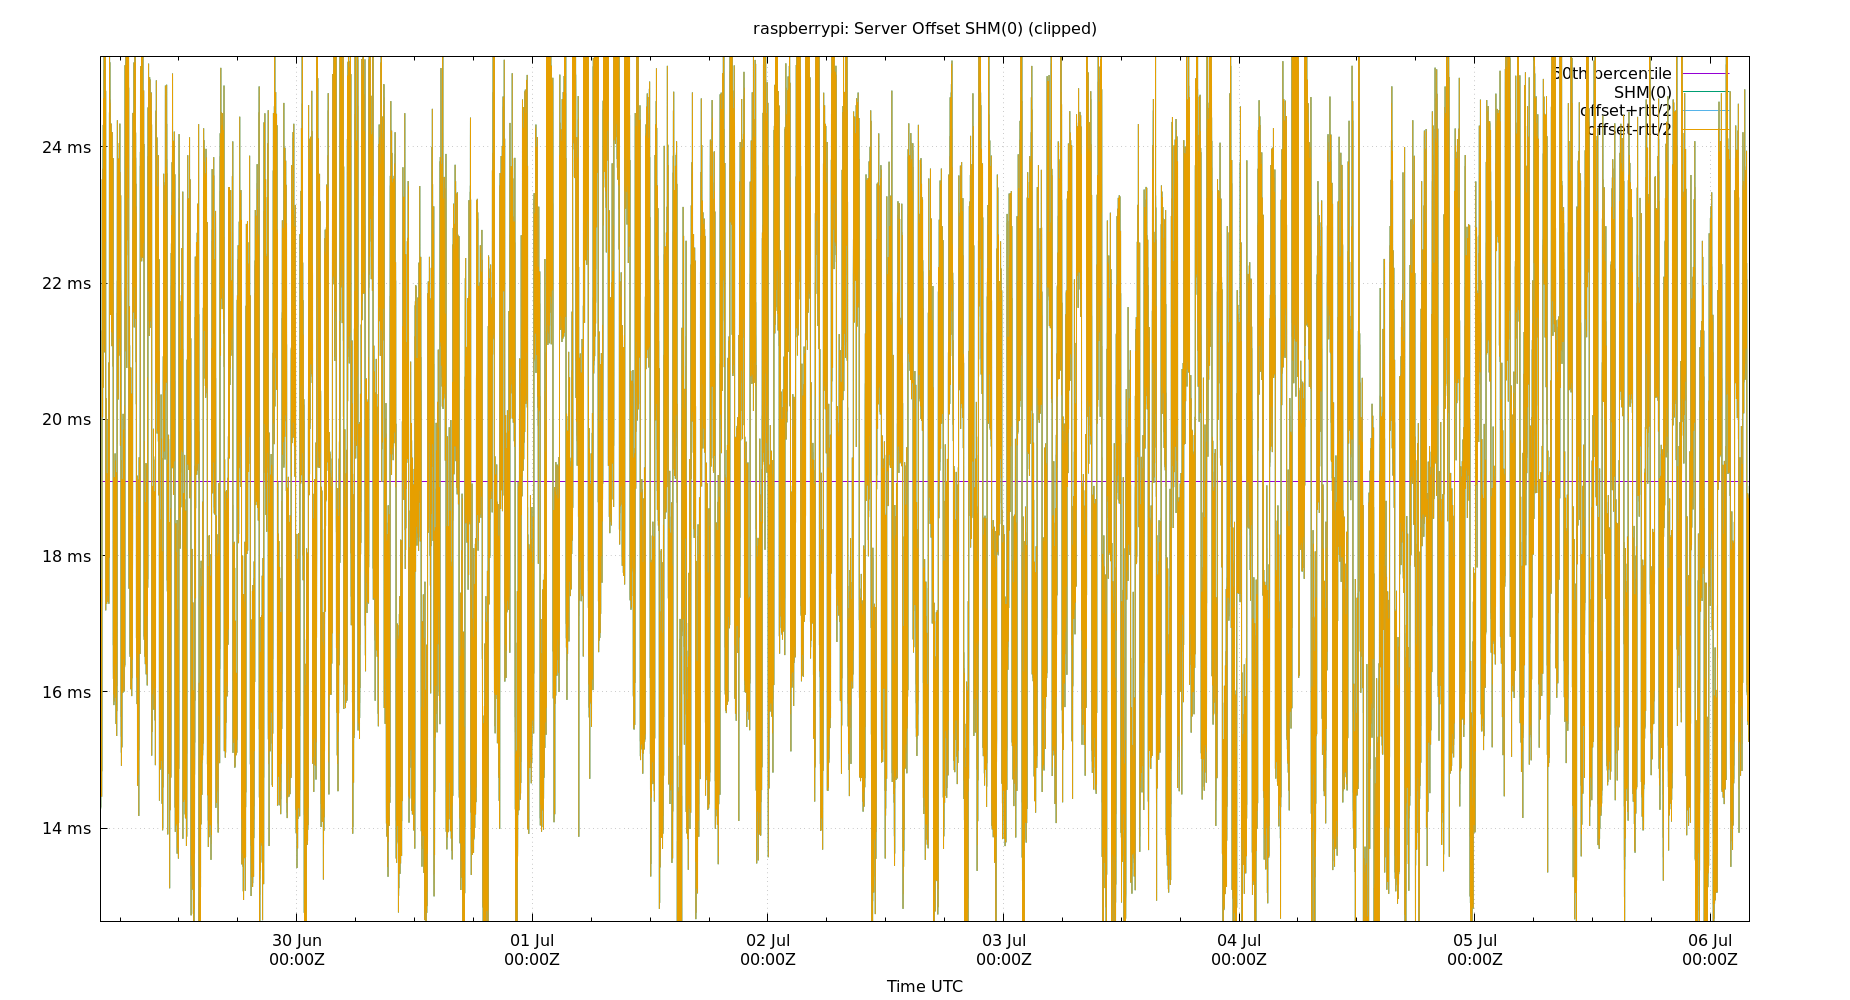 raspberrypi: Server Offset SHM(0) (clipped)
50th percentile
SHM(0)
offset+rtt/2
offset-rtt/2
24 ms
22 ms
20 ms
18 ms
16 ms
14 ms
30 Jun 01 Jul 02 Jul 03 Jul 04 Jul 05 Jul 06 Jul
00:00Z 00:00Z 00:00Z 00:00Z 00:00Z 00:00Z 00:00Z
Time UTC